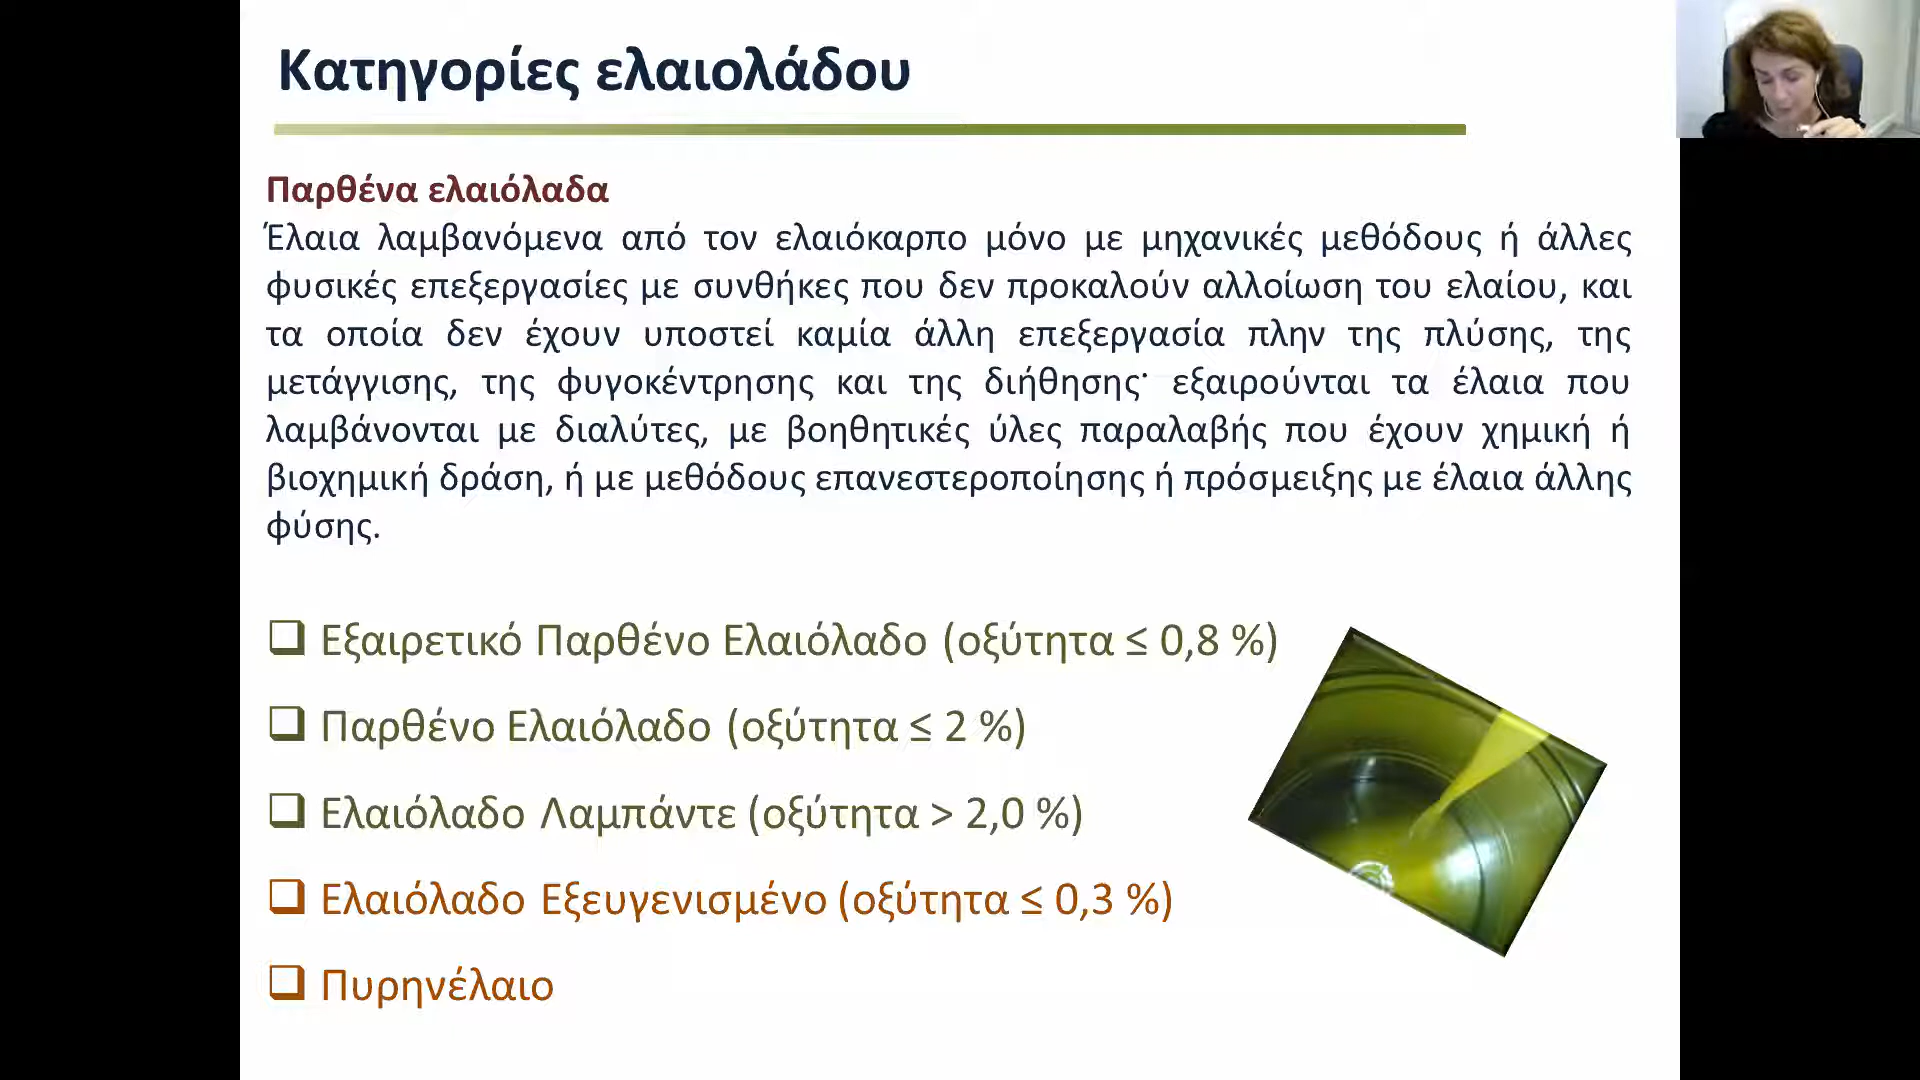 Κατηγορίες ελαιολάδου
Παρθένα ελαιόλαδα
Έλαια λαμβανόμενα από τον ελαιόκαρπο μόνο με μηχανικές μεθόδους ή άλλες
φυσικές επεξεργασίες με συνθήκες που δεν προκαλούν αλλοίωση του ελαίου, και
τα οποία δεν έχουν υποστεί καμία άλλη επεξεργασία πλην της πλύσης, της
μετάγγισης, της φυγοκέντρησης και της διήθησης· εξαιρούνται τα έλαια που
λαμβάνονται με διαλύτες, με βοηθητικές ύλες παραλαβής που έχουν χημική ή
βιοχημική δράση, ή με μεθόδους επανεστεροποίησης ή πρόσμειξης με έλαια άλλης
φύσης.
❑ Εξαιρετικό Παρθένο Ελαιόλαδο (οξύτητα ≤ 0,8 %)
❑ Παρθένο Ελαιόλαδο (οξύτητα ≤ 2 %)
❑ Ελαιόλαδο Λαμπάντε (οξύτητα > 2,0 %)
❑ Ελαιόλαδο Εξευγενισμένο (οξύτητα ≤ 0,3 %)
❑ Πυρηνέλαιο